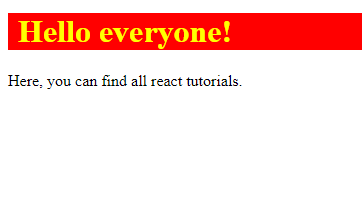 Hello everyone!
Here, you can find all react tutorials.